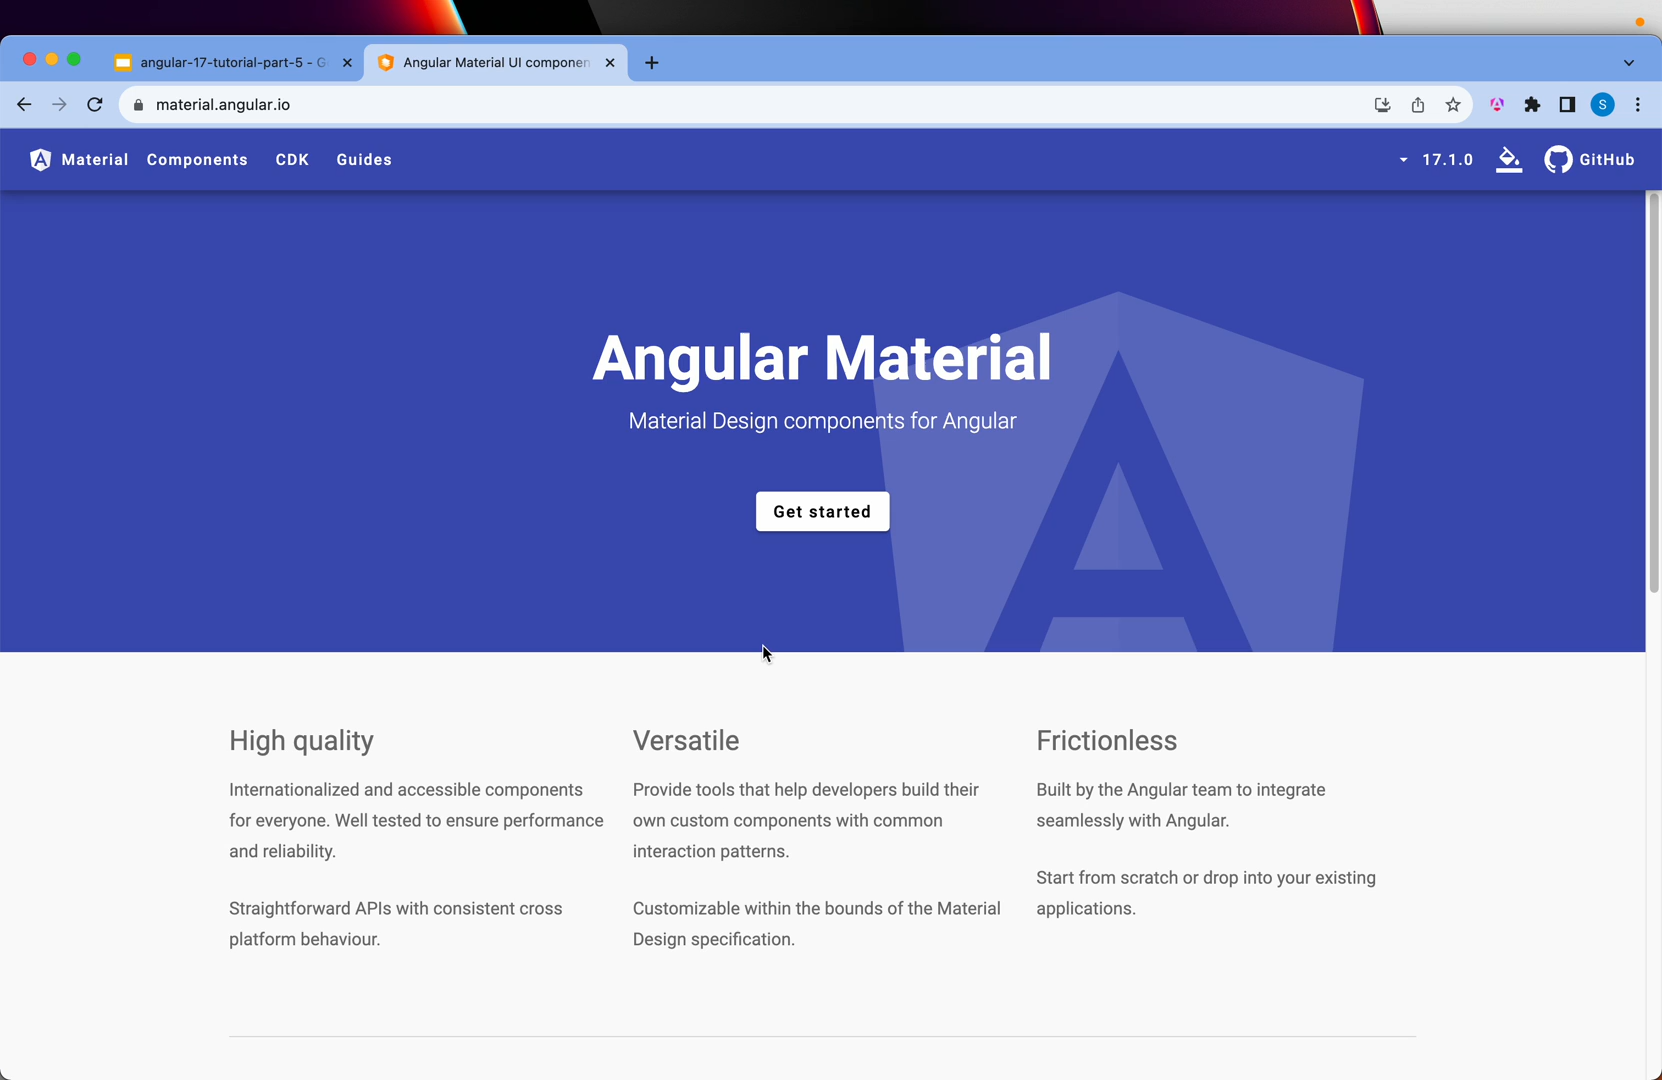 angular-17-tutorial-part-5 - G
Angular Material UI componen
material.angular.io
S
Material Components CDK Guides
17.1.0
GitHub
Angular Material
Material Design components for Angular
Get started
High quality
Internationalized and accessible components
for everyone. Well tested to ensure performance
and reliability.
Straightforward APIs with consistent cross
platform behaviour.
Versatile
Provide tools that help developers build their
own custom components with common
interaction patterns.
Customizable within the bounds of the Material
Design specification.
Frictionless
Built by the Angular team to integrate
seamlessly with Angular.
Start from scratch or drop into your existing
applications.